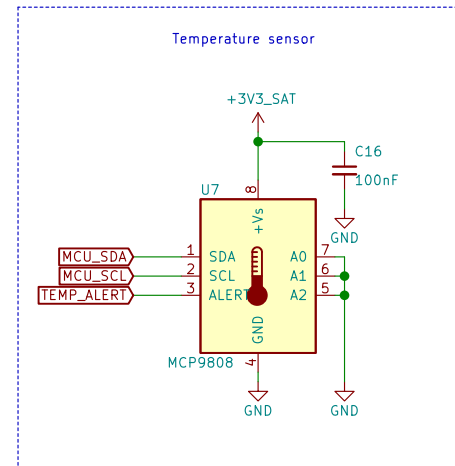 Temperature sensor
+3V3_SAT
C16
100nF
GND
U7
8
+Vs
MCU_SDA
1
SDA
A0
7
MCU_SCL
2
SCL
A1
6
TEMP_ALERT
3
ALERT
A2
5
GND
MCP9808
4
GND
GND